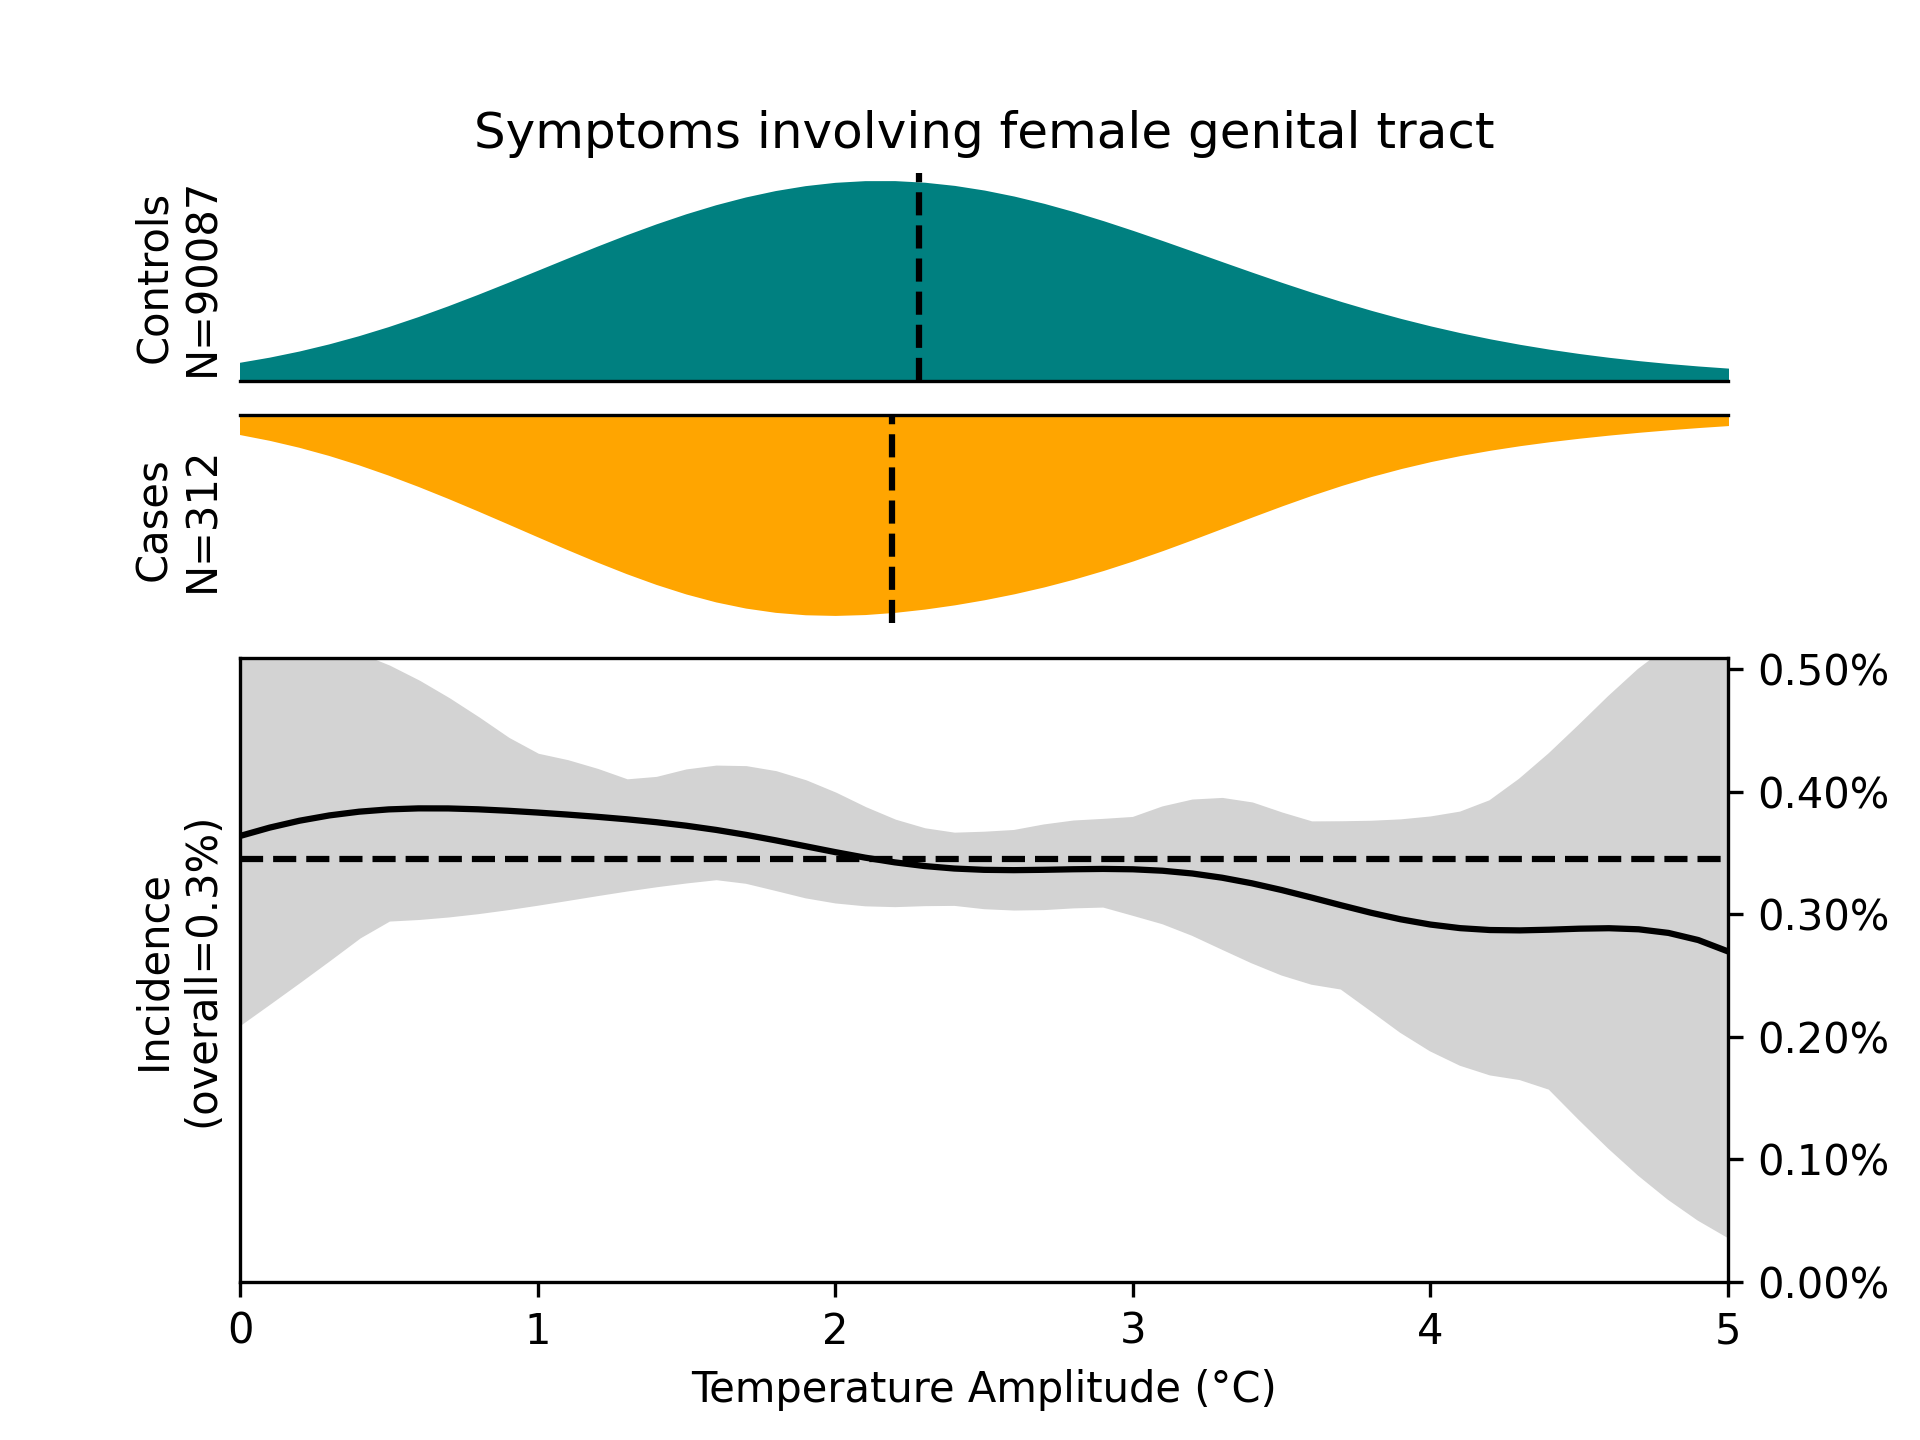 Symptoms involving female genital tract
Controls
N=90087
Cases
N=312
Incidence
(overall=0.3%)
0.50%
0.40%
0.30%
0.20%
0.10%
0.00%
0 1 2 3 4 5
Temperature Amplitude (°C)